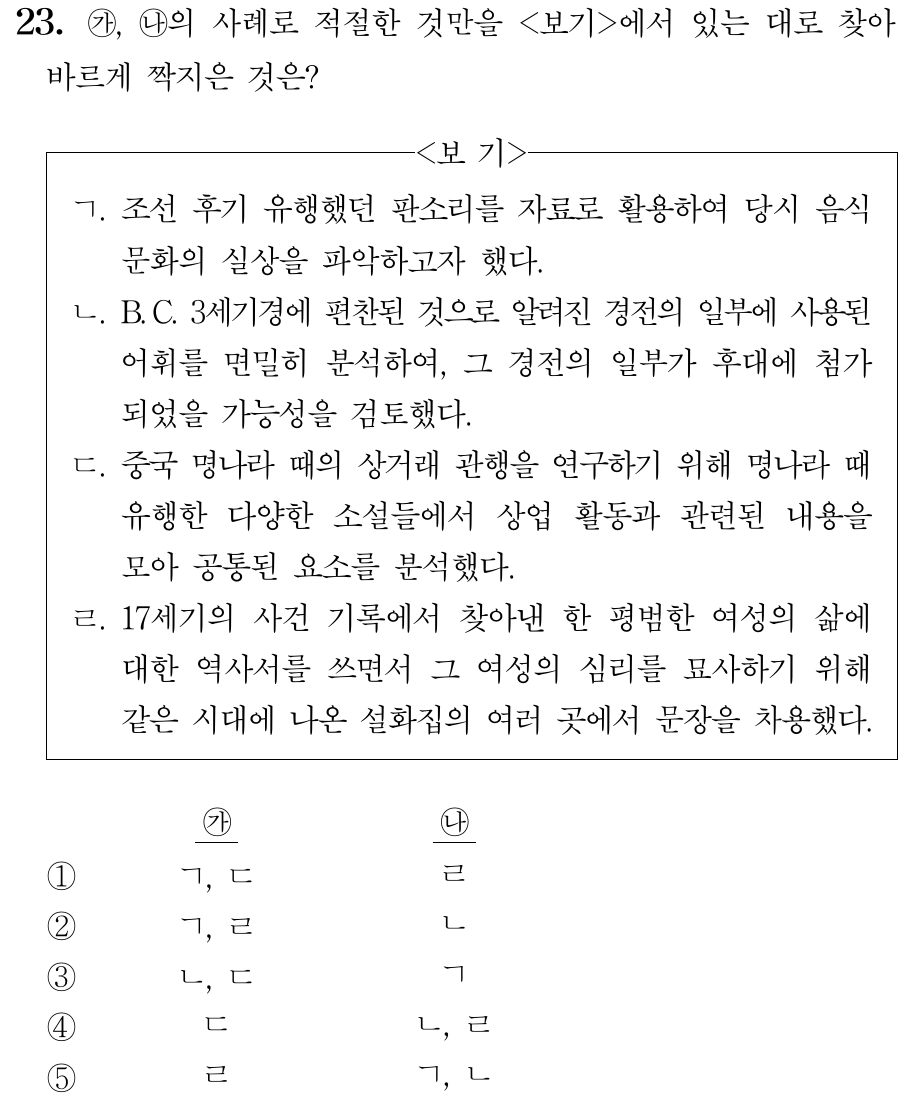 23. ㉮, ㉯의 사례로 적절한 것만을 <보기>에서 있는 대로 찾아
바르게 짝지은 것은?
<보 기>
ㄱ. 조선 후기 유행했던 판소리를 자료로 활용하여 당시 음식
문화의 실상을 파악하고자 했다.
ㄴ. B.C. 3세기경에 편찬된 것으로 알려진 경전의 일부에 사용된
어휘를 면밀히 분석하여, 그 경전의 일부가 후대에 첨가
되었을 가능성을 검토했다.
ㄷ. 중국 명나라 때의 상거래 관행을 연구하기 위해 명나라 때
유행한 다양한 소설들에서 상업 활동과 관련된 내용을
모아 공통된 요소를 분석했다.
ㄹ. 17세기의 사건 기록에서 찾아낸 한 평범한 여성의 삶에
대한 역사서를 쓰면서 그 여성의 심리를 묘사하기 위해
같은 시대에 나온 설화집의 여러 곳에서 문장을 차용했다.
㉮ ㉯
① ㄱ, ㄷ ㄹ
② ㄱ, ㄹ ㄴ
③ ㄴ, ㄷ ㄱ
④ ㄷ ㄴ, ㄹ
⑤ ㄹ ㄱ, ㄴ